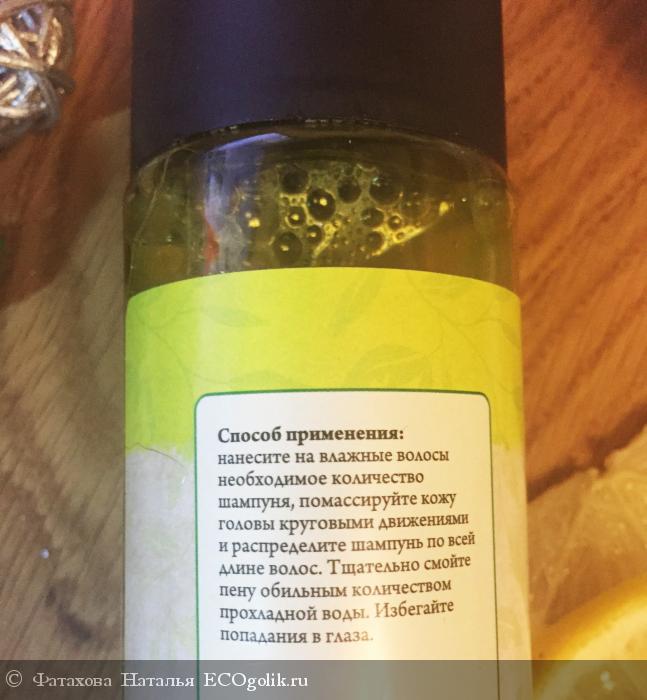 Способ применения:
нанесите на влажные волосы
необходимое количество
шампуня, помассируйте кожу
головы круговыми движениями
и распределите шампунь по всей
длине волос. Тщательно смойте
пену обильным количеством
прохладной воды. Избегайте
попадания в глаза.
© Фатахова Наталья ECOgolik.ru